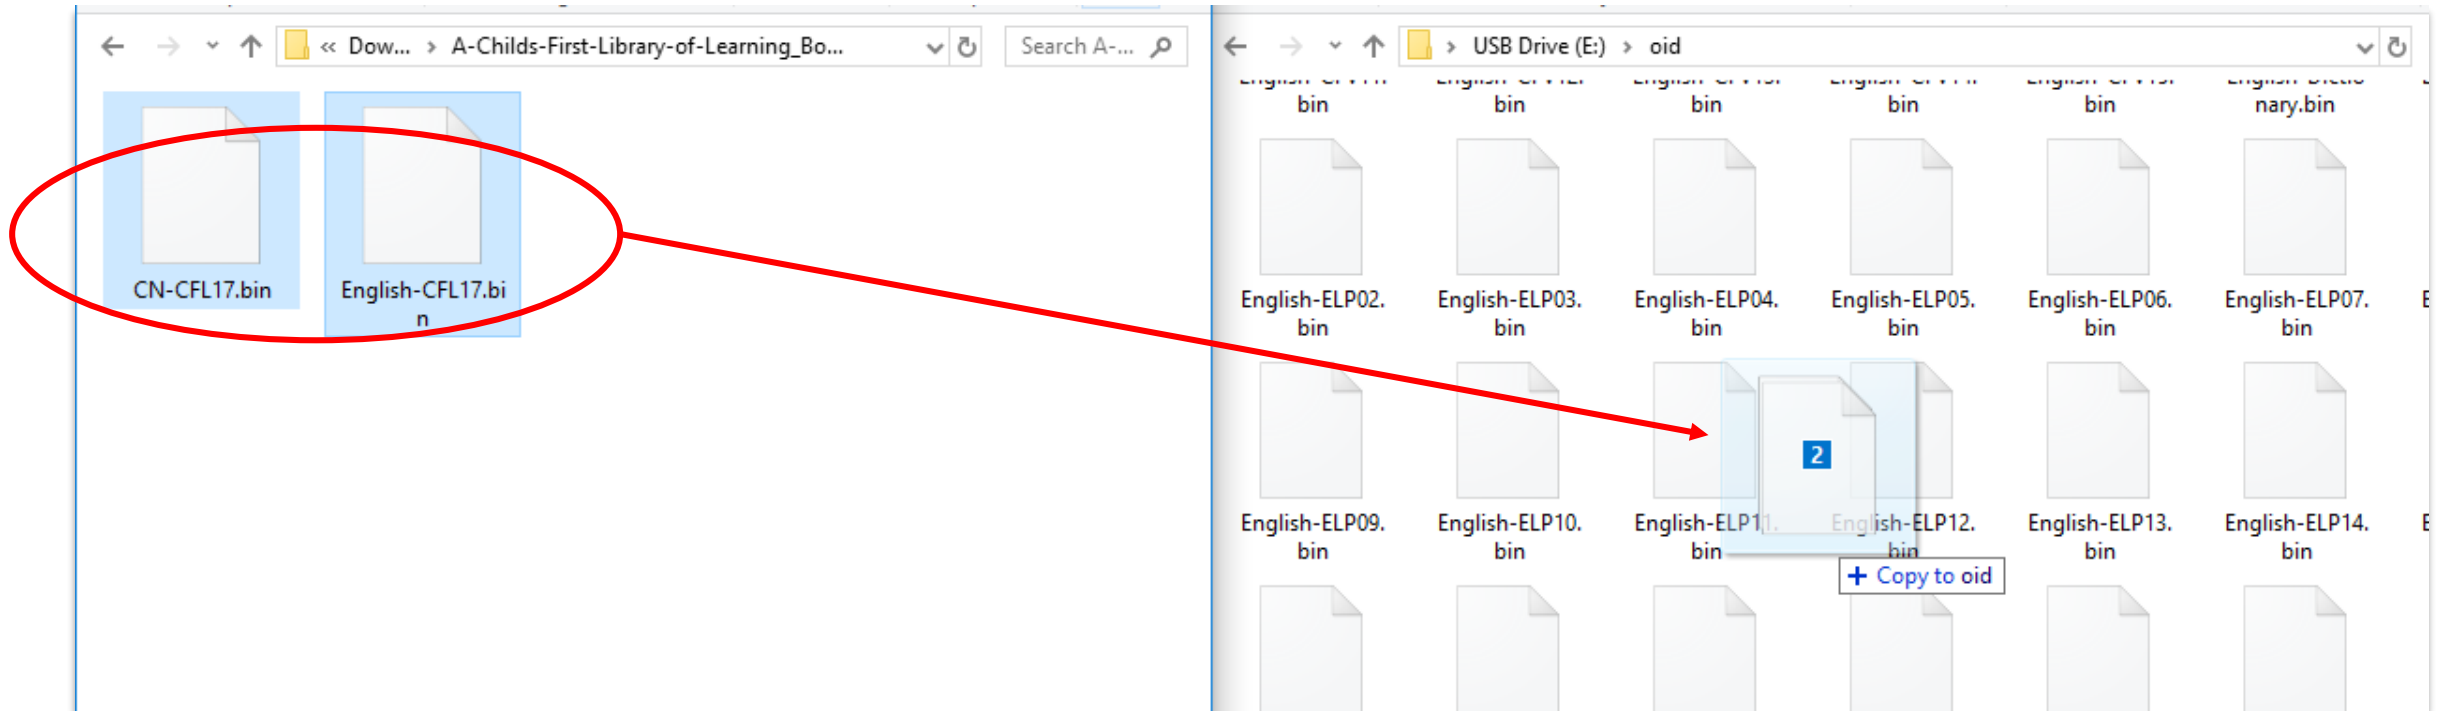 « Dow... › A-Childs-First-Library-of-Learning_Bo...
Search A-...
CN-CFL17.bin
English-CFL17.bi
n
› USB Drive (E:) › oid
bin bin bin bin bin nary.bin
English-ELP02. English-ELP03. English-ELP04. English-ELP05. English-ELP06. English-ELP07.
bin bin bin bin bin bin
2
English-ELP09. English-ELP10. English-ELP11. English-ELP12. English-ELP13. English-ELP14.
bin bin bin bin bin bin
+ Copy to oid